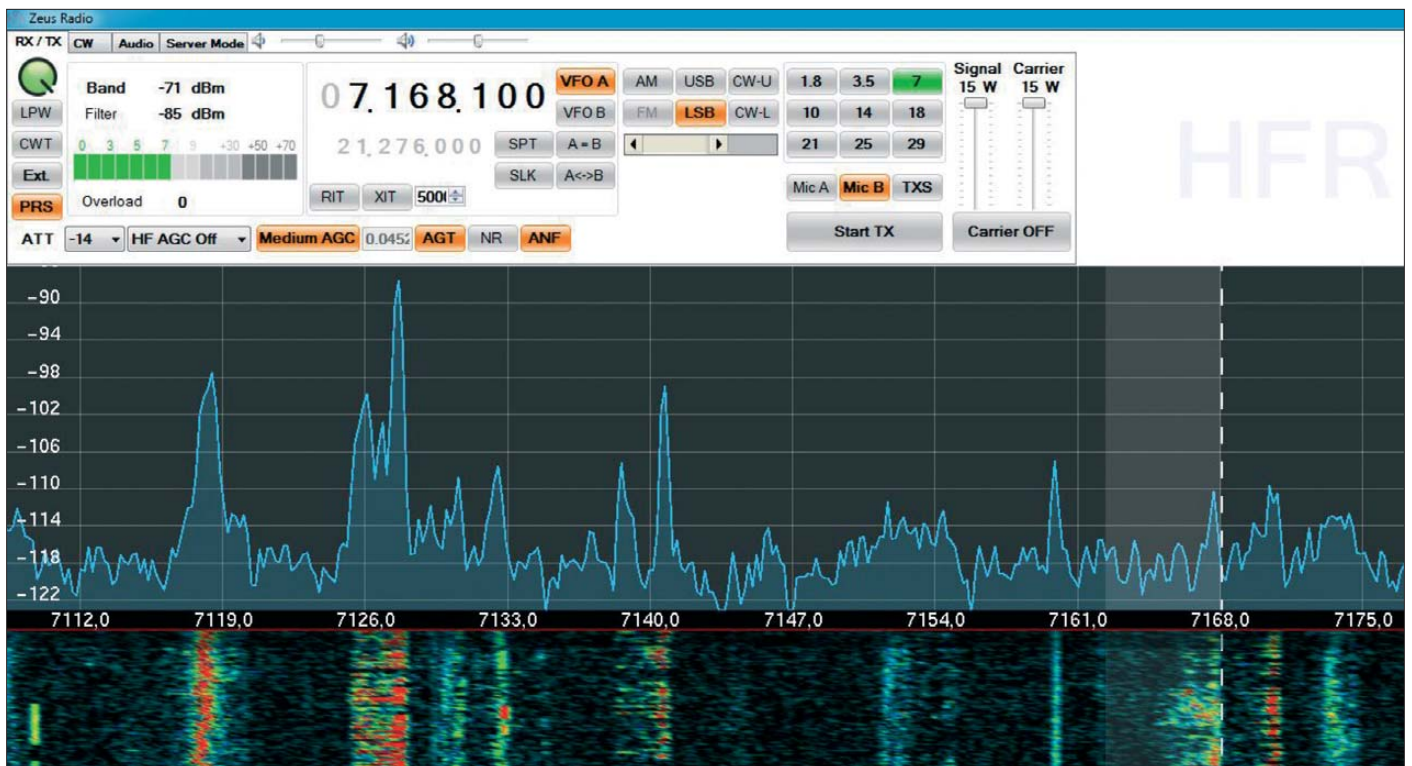 Zeus Radio
RX / TX CW Audio Server Mode
Band -71 dBm
Filter -85 dBm
LPW
CWT
Ext.
PRS
0 3 5 7 9 +30 +50 +70
Overload 0
07.168.100
21.276.000
VFO A
VFO B
SPT A = B
SLK A<->B
RIT XIT 500
AM USB CW-U
FM LSB CW-L
1.8 3.5 7
10 14 18
21 25 29
Mic A Mic B TXS
Start TX
Signal Carrier
15 W 15 W
Carrier OFF
HFR
ATT -14 HF AGC Off Medium AGC 0.045 AGT NR ANF
-90
-94
-98
-102
-106
-110
-114
-118
-122
7112,0 7119,0 7126,0 7133,0 7140,0 7147,0 7154,0 7161,0 7168,0 7175,0